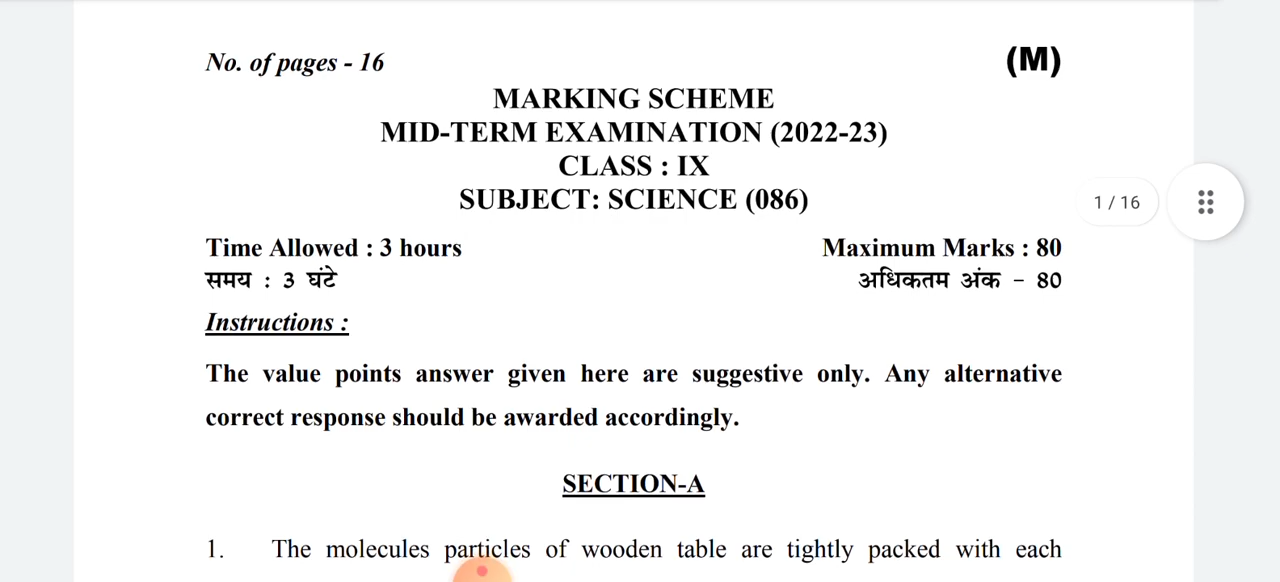 No. of pages - 16
(M)
MARKING SCHEME
MID-TERM EXAMINATION (2022-23)
CLASS : IX
SUBJECT: SCIENCE (086)
1 / 16
Time Allowed : 3 hours Maximum Marks : 80
समय : 3 घंटे अधिकतम अंक - 80
Instructions :
The value points answer given here are suggestive only. Any alternative
correct response should be awarded accordingly.
SECTION-A
1. The molecules particles of wooden table are tightly packed with each